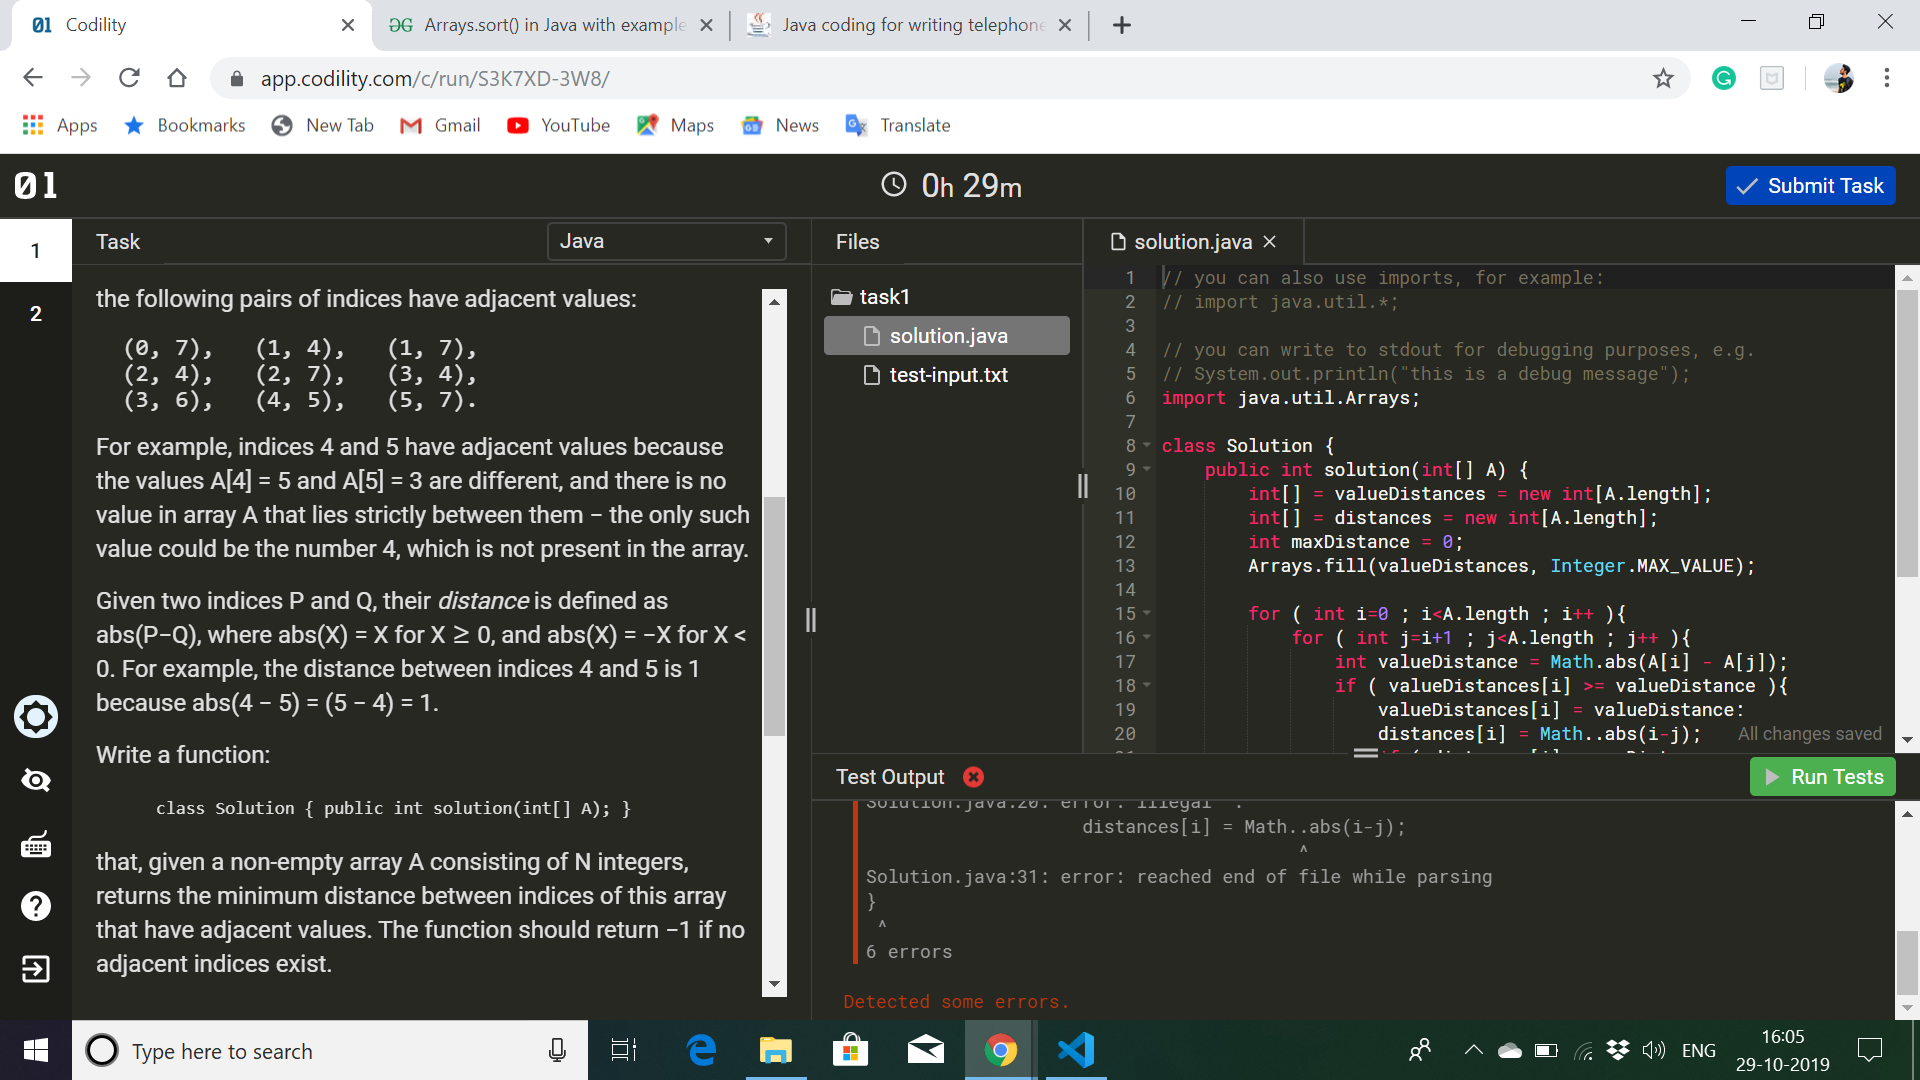 Codility
Arrays.sort() in Java with example
Java coding for writing telephone
app.codility.com/c/run/S3K7XD-3W8/
Apps
Bookmarks
New Tab
Gmail
YouTube
Maps
News
Translate
01
0h 29m
Submit Task
1
2
Task
Java
the following pairs of indices have adjacent values:
(0, 7), (1, 4), (1, 7),
(2, 4), (2, 7), (3, 4),
(3, 6), (4, 5), (5, 7).
For example, indices 4 and 5 have adjacent values because
the values A[4] = 5 and A[5] = 3 are different, and there is no
value in array A that lies strictly between them − the only such
value could be the number 4, which is not present in the array.
Given two indices P and Q, their distance is defined as
abs(P−Q), where abs(X) = X for X ≥ 0, and abs(X) = −X for X <
0. For example, the distance between indices 4 and 5 is 1
because abs(4 − 5) = (5 − 4) = 1.
Write a function:
class Solution { public int solution(int[] A); }
that, given a non-empty array A consisting of N integers,
returns the minimum distance between indices of this array
that have adjacent values. The function should return −1 if no
adjacent indices exist.
Files
task1
solution.java
test-input.txt
solution.java
1 // you can also use imports, for example:
2 // import java.util.*;
3
4 // you can write to stdout for debugging purposes, e.g.
5 // System.out.println("this is a debug message");
6 import java.util.Arrays;
7
8 class Solution {
9 public int solution(int[] A) {
10 int[] = valueDistances = new int[A.length];
11 int[] = distances = new int[A.length];
12 int maxDistance = 0;
13 Arrays.fill(valueDistances, Integer.MAX_VALUE);
14
15 for ( int i=0 ; i<A.length ; i++ ){
16 for ( int j=i+1 ; j<A.length ; j++ ){
17 int valueDistance = Math.abs(A[i] - A[j]);
18 if ( valueDistances[i] >= valueDistance ){
19 valueDistances[i] = valueDistance:
20 distances[i] = Math..abs(i-j);
All changes saved
Test Output
Run Tests
Solution.java:20: error: illegal '.'
distances[i] = Math..abs(i-j);
^
Solution.java:31: error: reached end of file while parsing
}
^
6 errors
Detected some errors.
Type here to search
ENG
16:05
29-10-2019